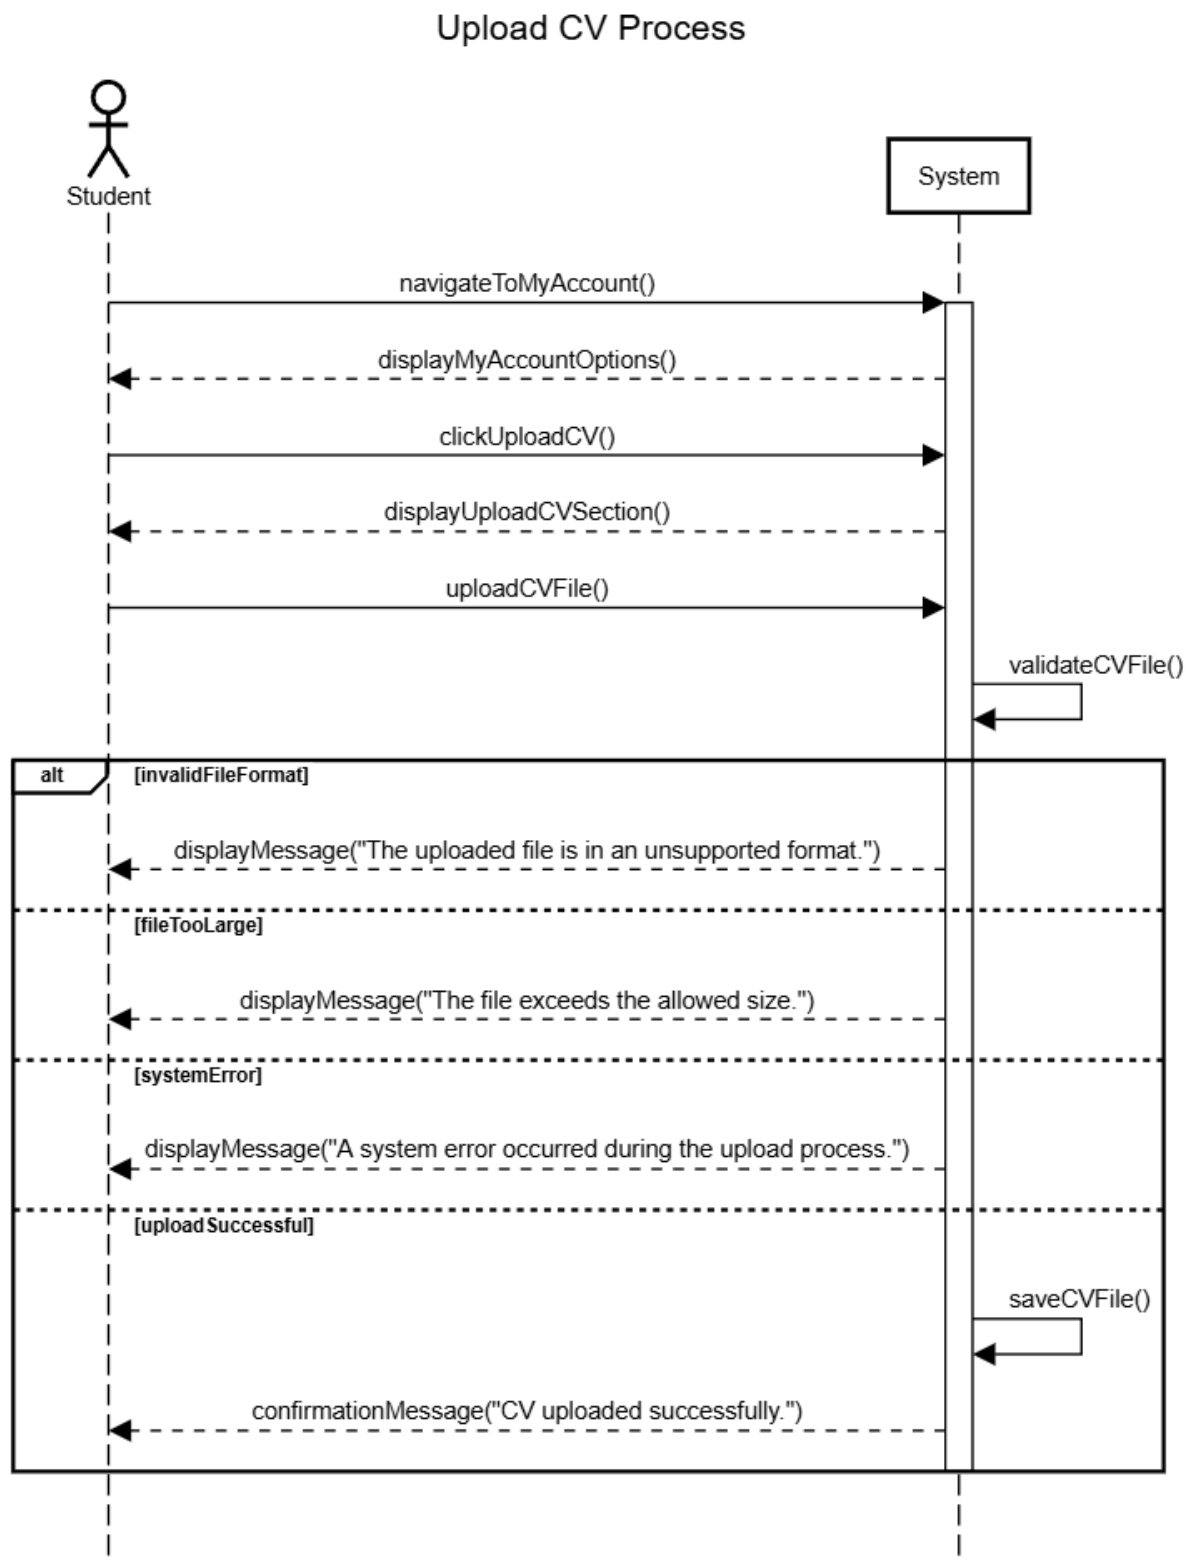 Upload CV Process
Student
System
navigateToMyAccount()
displayMyAccountOptions()
clickUploadCV()
displayUploadCVSection()
uploadCVFile()
validateCVFile()
alt
[invalidFileFormat]
displayMessage("The uploaded file is in an unsupported format.")
[fileTooLarge]
displayMessage("The file exceeds the allowed size.")
[systemError]
displayMessage("A system error occurred during the upload process.")
[uploadSuccessful]
saveCVFile()
confirmationMessage("CV uploaded successfully.")